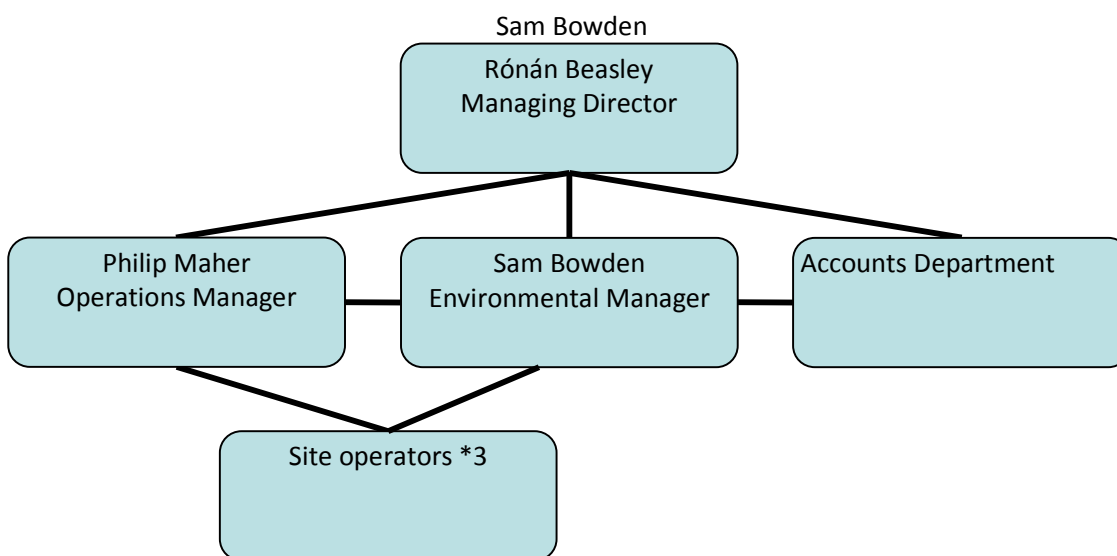 Sam Bowden
Rónán Beasley
Managing Director
Philip Maher
Operations Manager
Sam Bowden
Environmental Manager
Accounts Department
Site operators *3